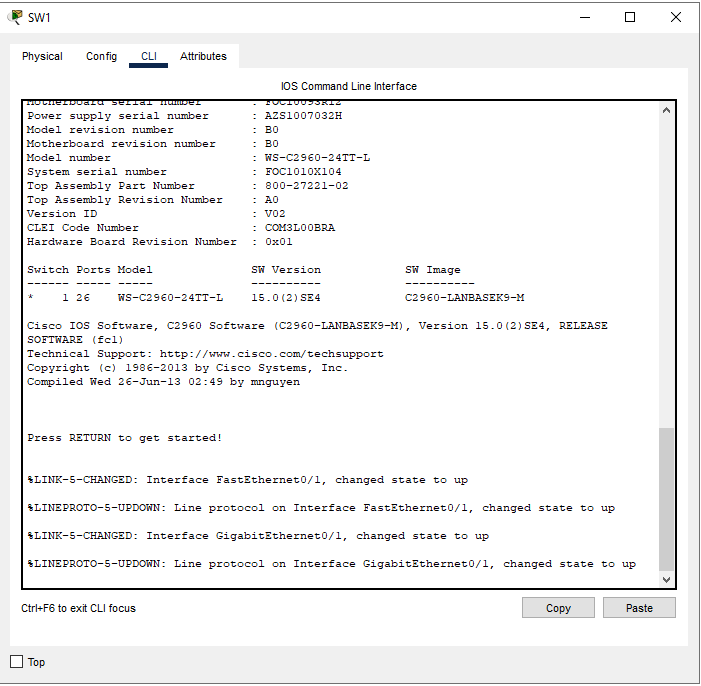 SW1
Physical Config CLI Attributes
IOS Command Line Interface
Motherboard serial number : FOC10093R12
Power supply serial number : AZS1007032H
Model revision number : B0
Motherboard revision number : B0
Model number : WS-C2960-24TT-L
System serial number : FOC1010X104
Top Assembly Part Number : 800-27221-02
Top Assembly Revision Number : A0
Version ID : V02
CLEI Code Number : COM3L00BRA
Hardware Board Revision Number : 0x01
Switch Ports Model SW Version SW Image
------ ----- ----- ---------- ----------
* 1 26 WS-C2960-24TT-L 15.0(2)SE4 C2960-LANBASEK9-M
Cisco IOS Software, C2960 Software (C2960-LANBASEK9-M), Version 15.0(2)SE4, RELEASE
SOFTWARE (fc1)
Technical Support: http://www.cisco.com/techsupport
Copyright (c) 1986-2013 by Cisco Systems, Inc.
Compiled Wed 26-Jun-13 02:49 by mnguyen
Press RETURN to get started!
%LINK-5-CHANGED: Interface FastEthernet0/1, changed state to up
%LINEPROTO-5-UPDOWN: Line protocol on Interface FastEthernet0/1, changed state to up
%LINK-5-CHANGED: Interface GigabitEthernet0/1, changed state to up
%LINEPROTO-5-UPDOWN: Line protocol on Interface GigabitEthernet0/1, changed state to up
Ctrl+F6 to exit CLI focus
Copy Paste
Top